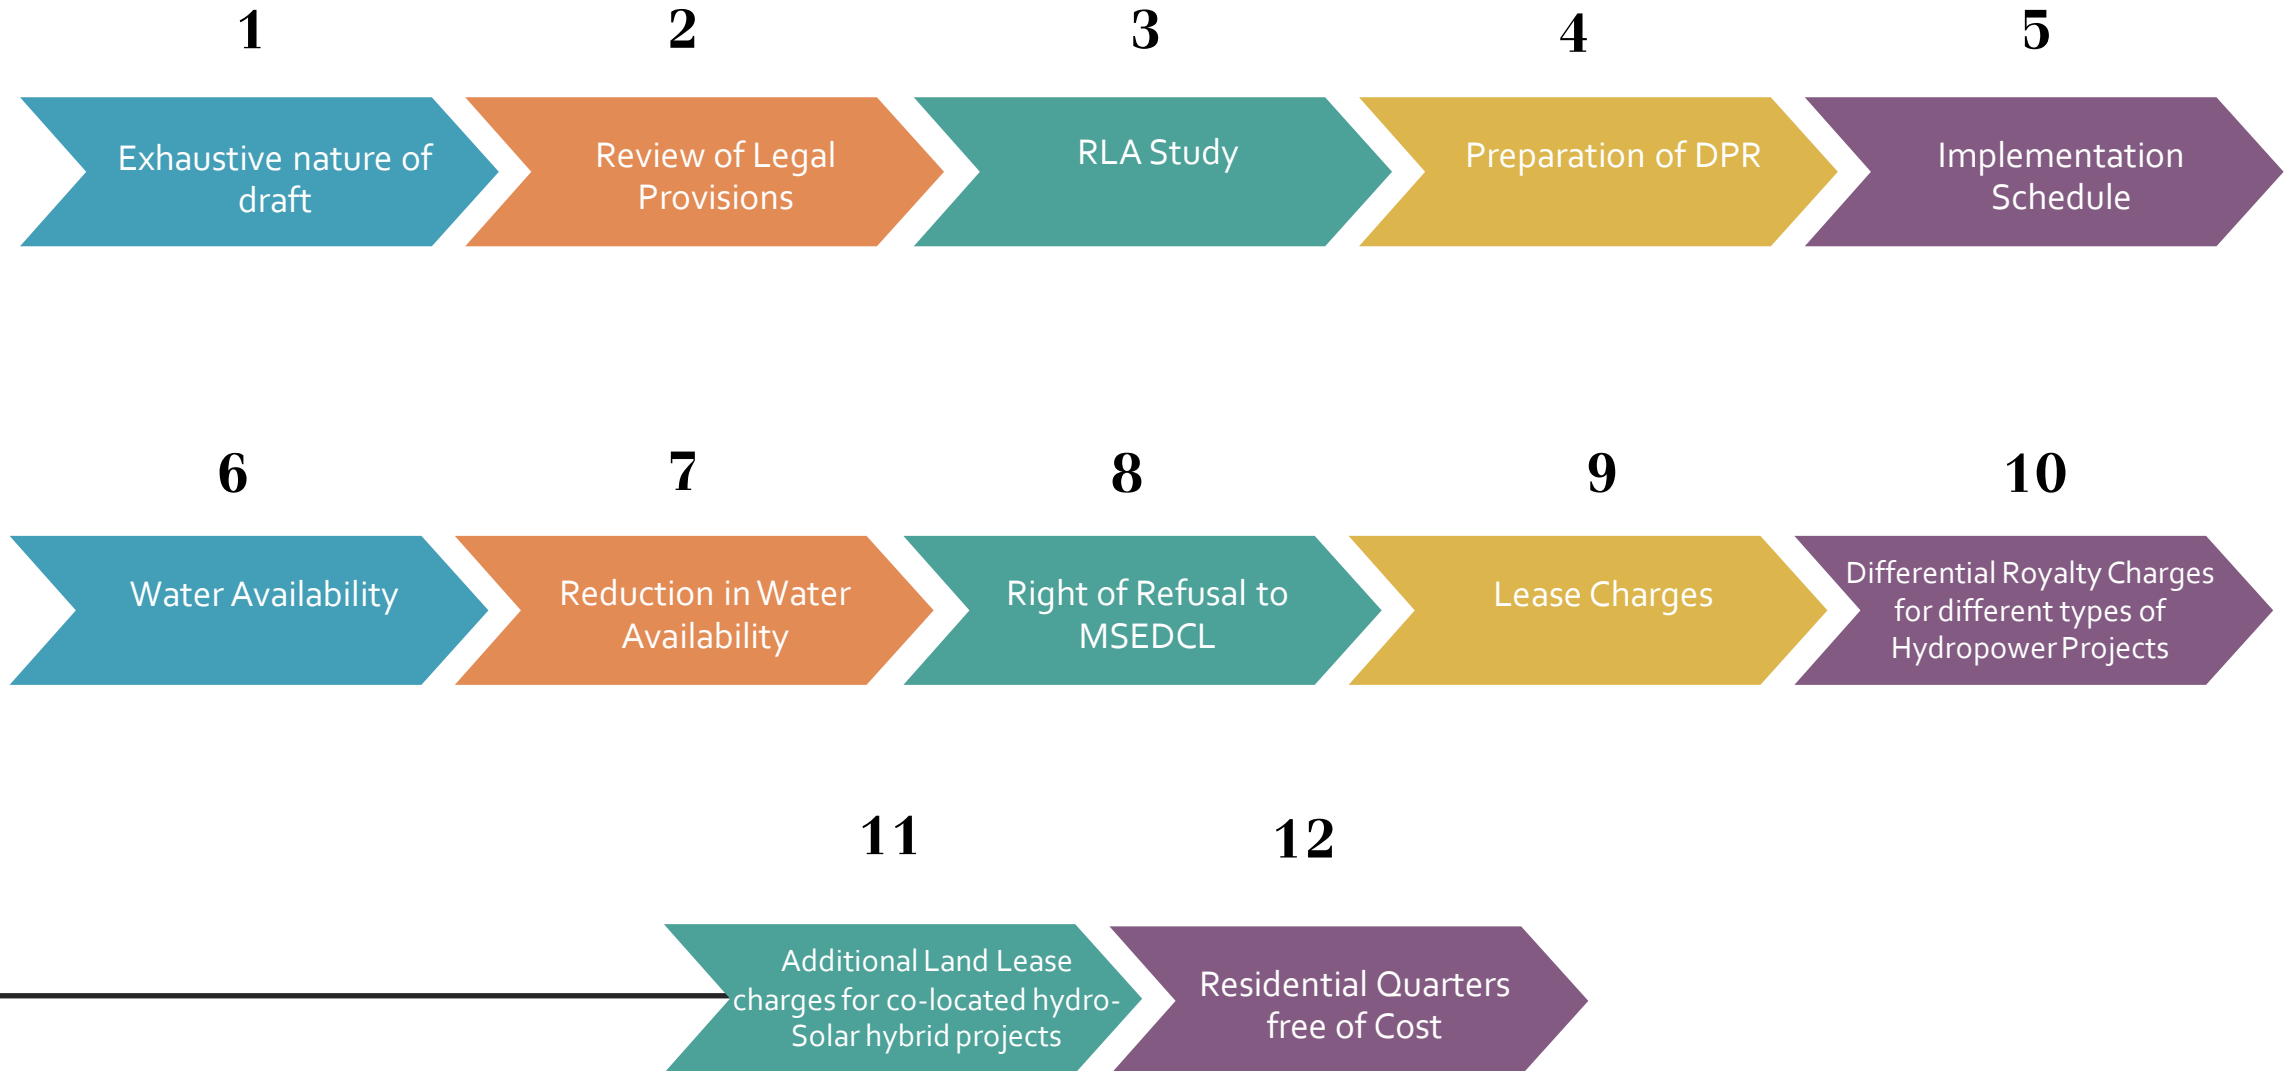 1
2
3
4
5
Exhaustive nature of
draft
Review of Legal
Provisions
RLA Study
Preparation of DPR
Implementation
Schedule
6
7
8
9
10
Water Availability
Reduction in Water
Availability
Right of Refusal to
MSEDCL
Lease Charges
Differential Royalty Charges
for different types of
Hydropower Projects
11
12
Additional Land Lease
charges for co-located hydro-
Solar hybrid projects
Residential Quarters
free of Cost